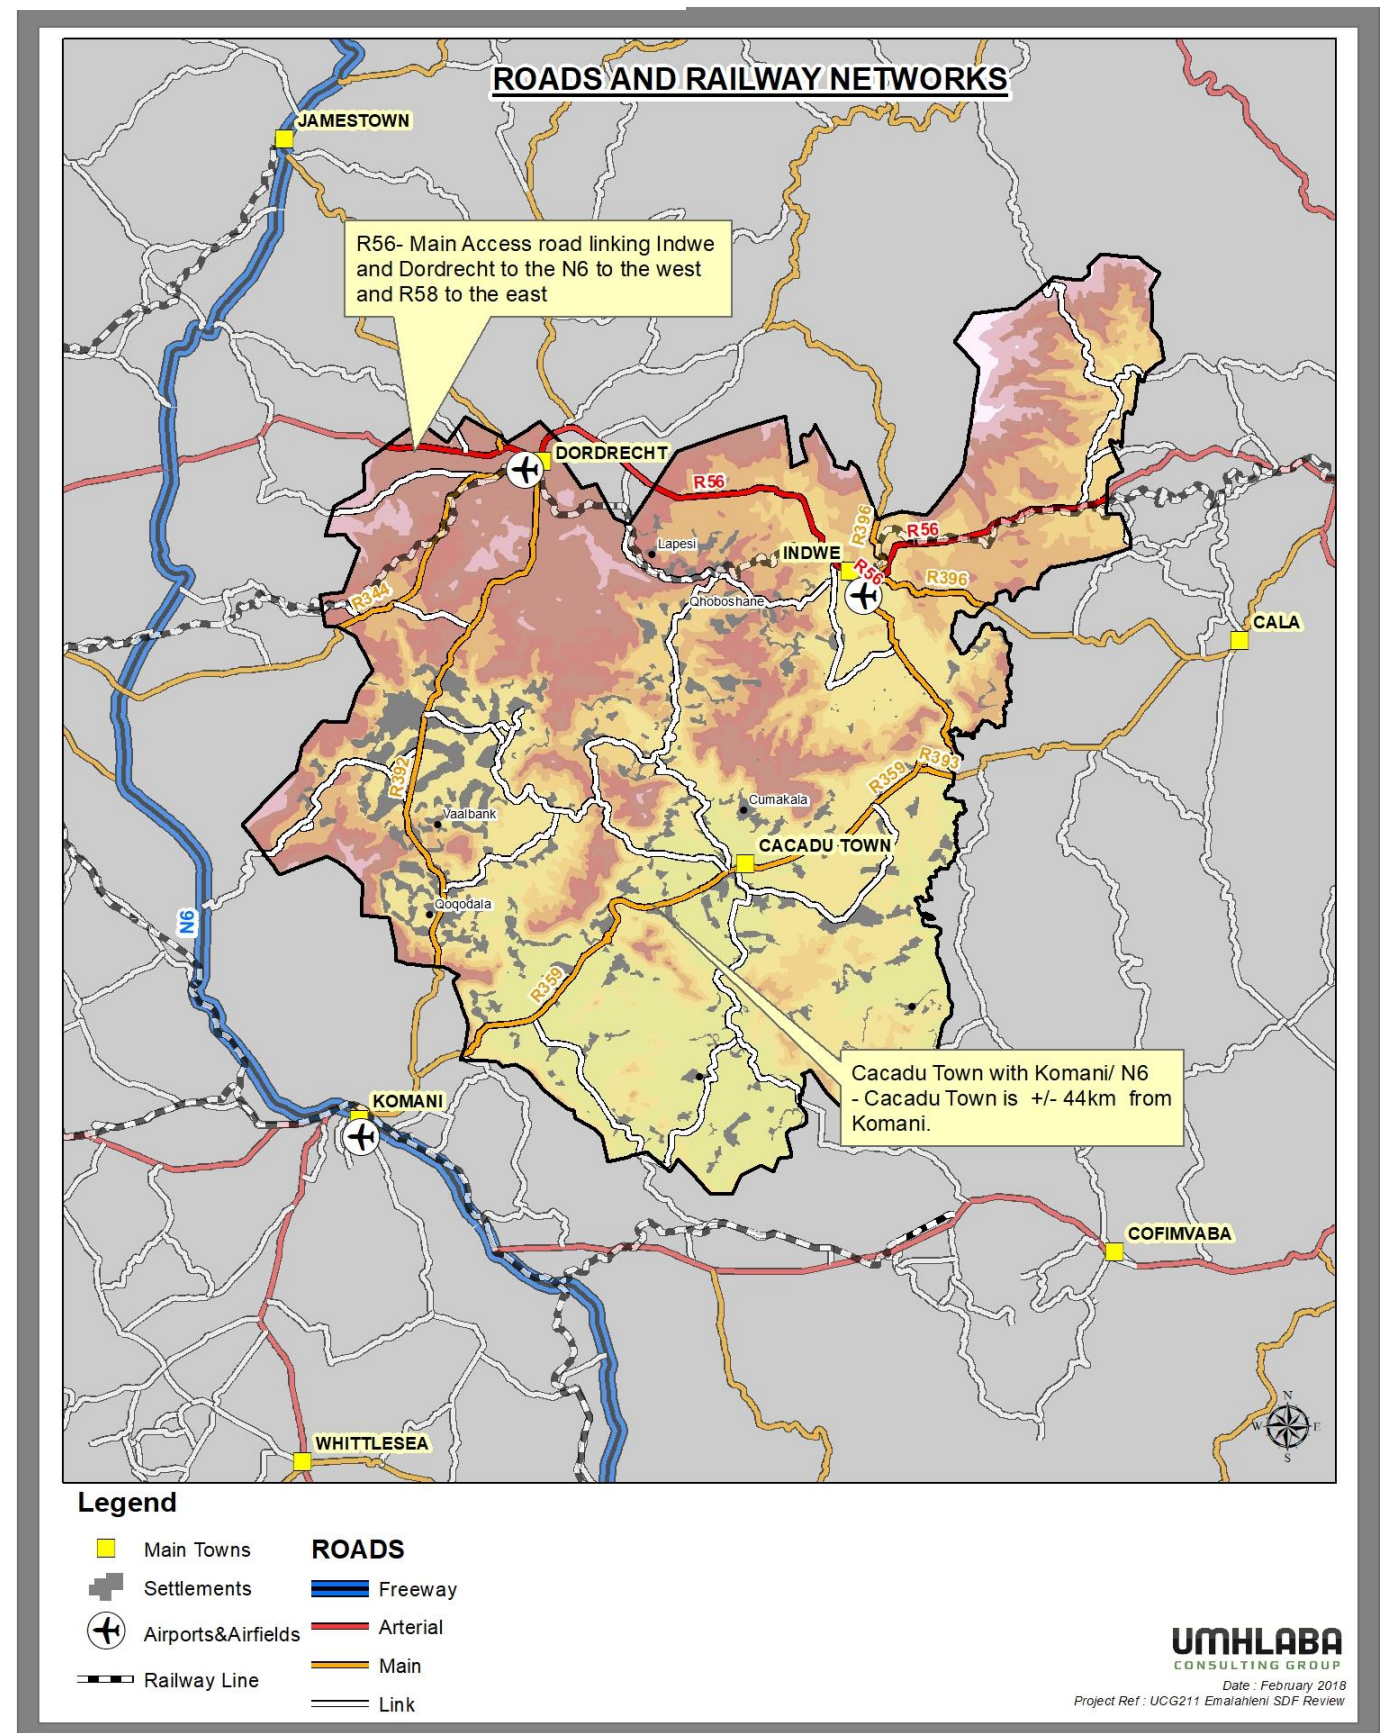 ROADS AND RAILWAY NETWORKS
JAMESTOWN
R56- Main Access road linking Indwe
and Dordrecht to the N6 to the west
and R58 to the east
DORDRECHT
R56
R396
R56
Lapesi
INDWE
R56
R396
R344
Qhoboshane
CALA
R392
R359
R393
Cumakala
Vaalbank
CACADU TOWN
Qoqodala
N6
R359
Cacadu Town with Komani/ N6
- Cacadu Town is +/- 44km from
Komani.
KOMANI
COFIMVABA
N
W E
S
WHITTLESEA
Legend
Main Towns
Settlements
Airports&Airfields
Railway Line
ROADS
Freeway
Arterial
Main
Link
UMHLABA
CONSULTING GROUP
Date : February 2018
Project Ref : UCG211 Emalahleni SDF Review